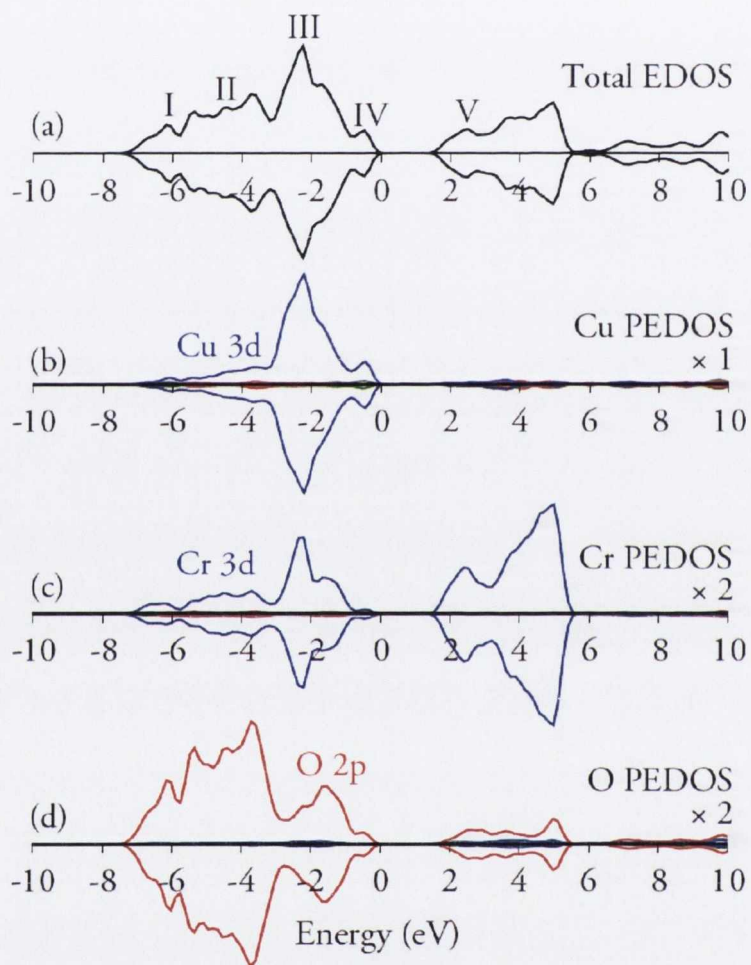 III
Total EDOS
I II IV V
(a)
-10 -8 -6 -4 -2 0 2 4 6 8 10
Cu 3d
Cu PEDOS
× 1
(b)
-10 -8 -6 -4 -2 0 2 4 6 8 10
Cr 3d
Cr PEDOS
× 2
(c)
-10 -8 -6 -4 -2 0 2 4 6 8 10
O 2p
O PEDOS
× 2
(d)
-10 -8 -6 -4 -2 0 2 4 6 8 10
Energy (eV)